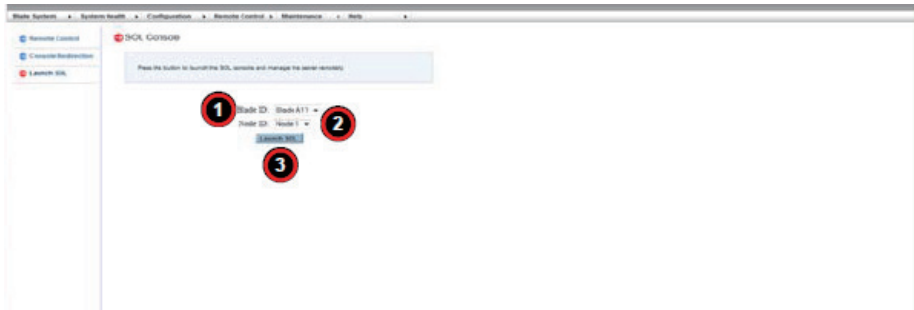 Blade System System Health Configuration Remote Control Maintenance Help
Remote Control
Console Redirection
Launch SOL
SOL Console
Press the button to launch the SOL console and manage the server remotely.
1 Blade ID: Blade A11
Node ID: Node 1 2
Launch SOL
3